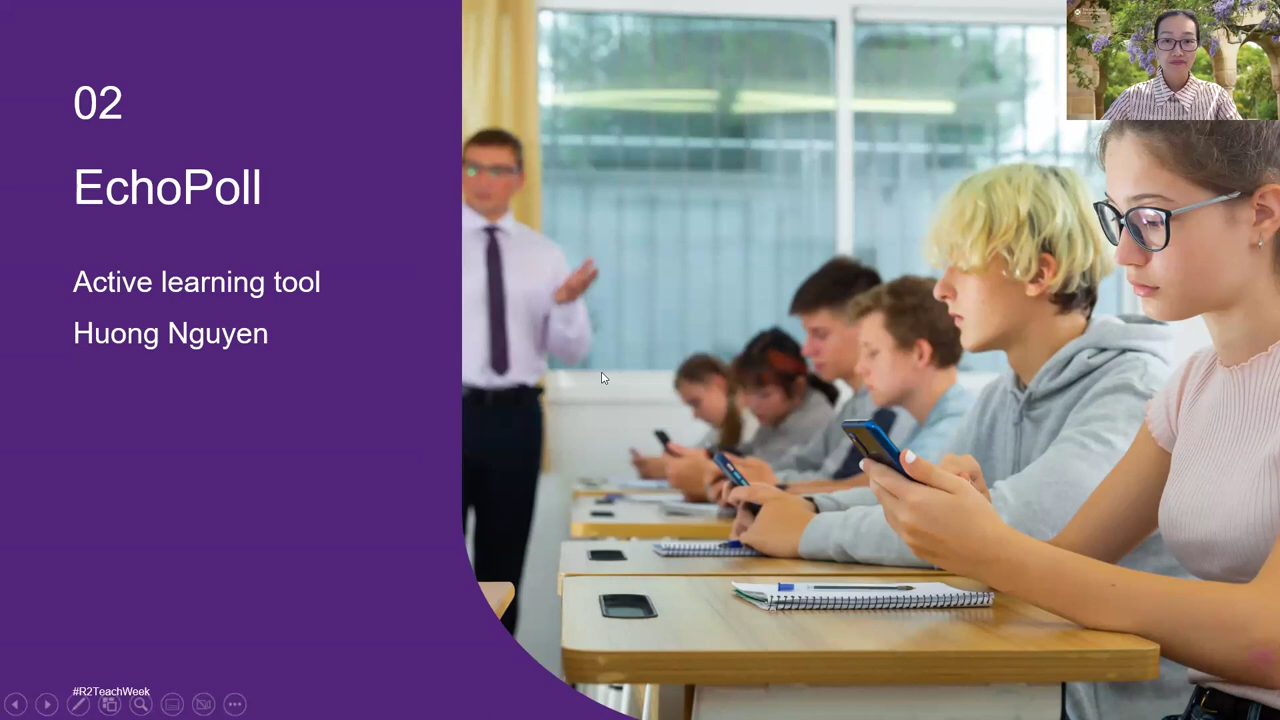 02
EchoPoll
Active learning tool
Huong Nguyen
#R2TeachWeek